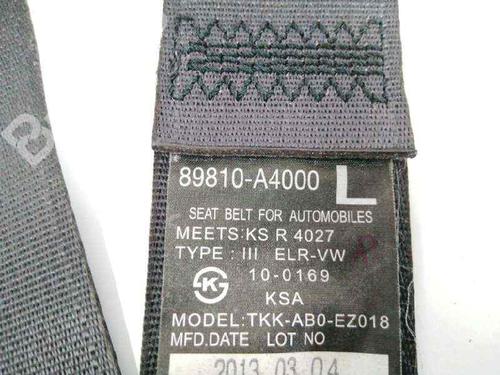 89810-A4000 L
SEAT BELT FOR AUTOMOBILES
MEETS:KS R 4027
TYPE : III ELR-VW
10-0169
KSA
MODEL:TKK-AB0-EZ018
MFD.DATE LOT NO
2013 03 04